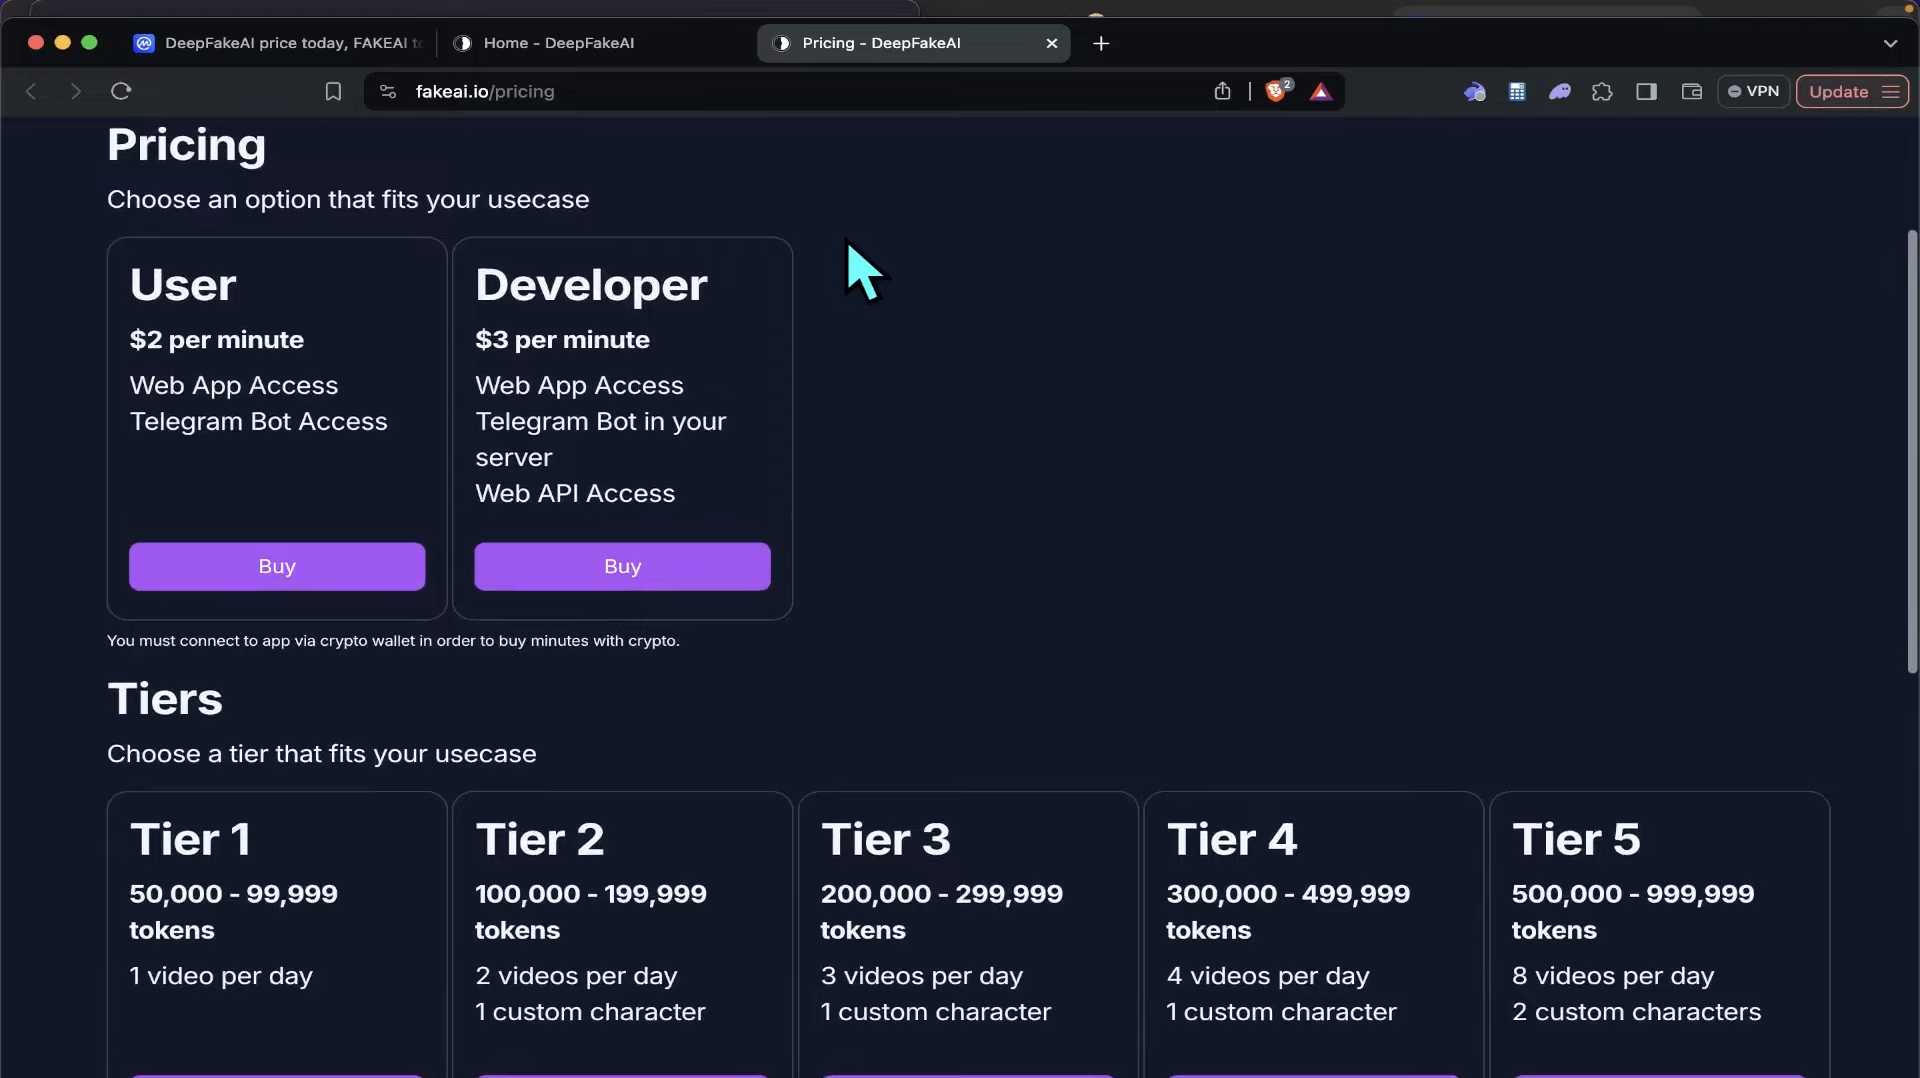 DeepFakeAI price today, FAKEAI to
Home - DeepFakeAI
Pricing - DeepFakeAI
fakeai.io/pricing
2
VPN
Update
Pricing
Choose an option that fits your usecase
User
$2 per minute
Web App Access
Telegram Bot Access
Buy
Developer
$3 per minute
Web App Access
Telegram Bot in your
server
Web API Access
Buy
You must connect to app via crypto wallet in order to buy minutes with crypto.
Tiers
Choose a tier that fits your usecase
Tier 1
50,000 - 99,999
tokens
1 video per day
Tier 2
100,000 - 199,999
tokens
2 videos per day
1 custom character
Tier 3
200,000 - 299,999
tokens
3 videos per day
1 custom character
Tier 4
300,000 - 499,999
tokens
4 videos per day
1 custom character
Tier 5
500,000 - 999,999
tokens
8 videos per day
2 custom characters